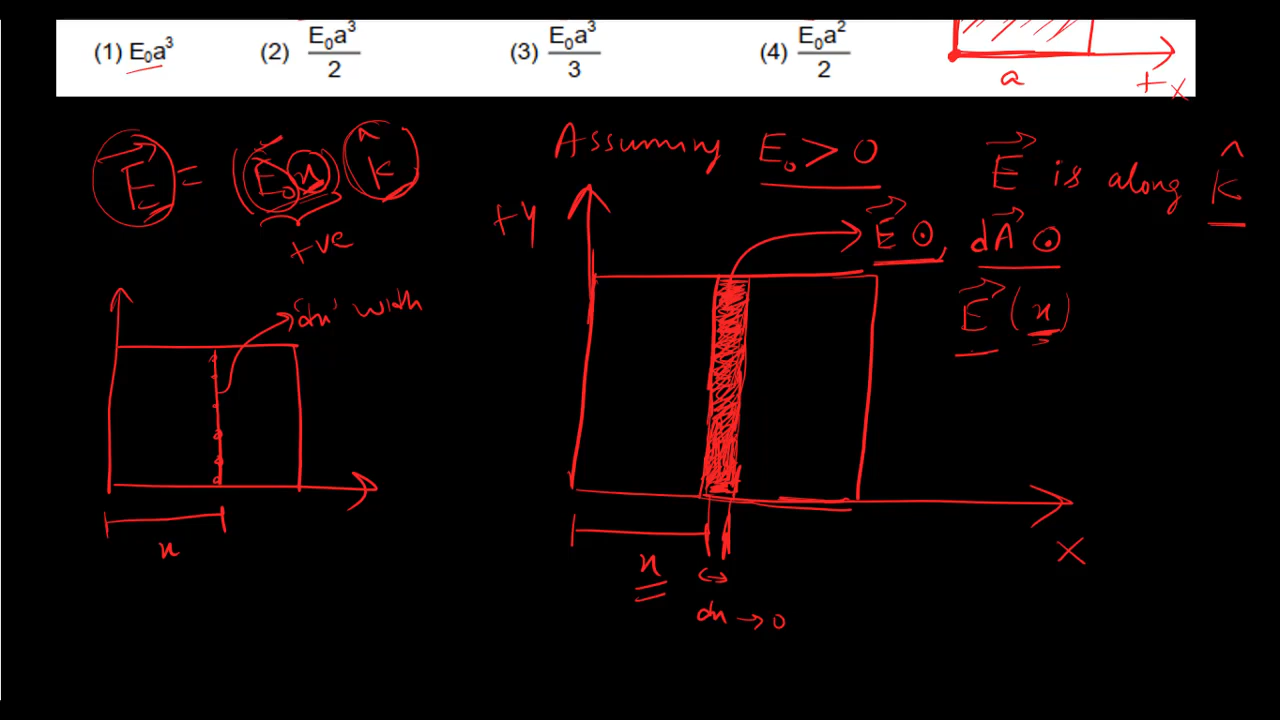 (1) E₀a³ (2) E₀a³/2 (3) E₀a³/3 (4) E₀a²/2
a
+x
E⃗ = (E₀x) k̂
+ve
Assuming E₀ > 0
E⃗ is along k̂
+y
E⃗ ⊙, dA⃗ ⊙
E⃗ (x)
'dx' width
x
x
dx → 0
X